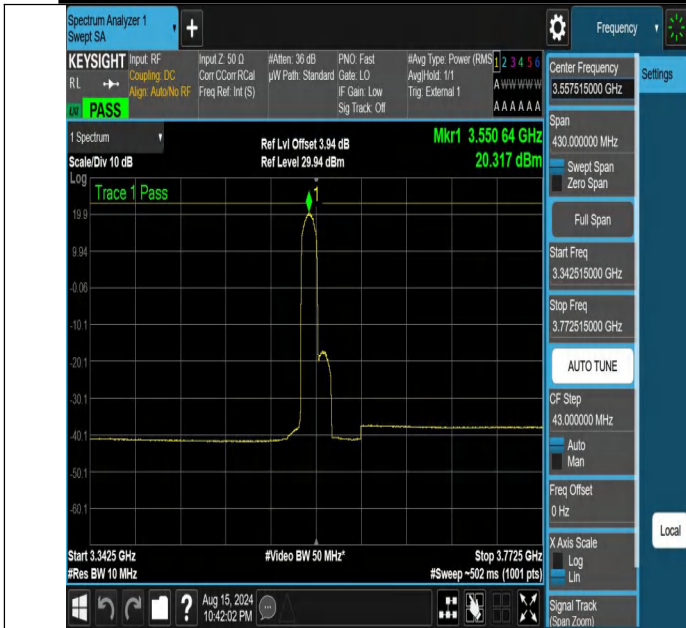 Spectrum Analyzer 1
Swept SA
+
Frequency
KEYSIGHT
RL
LXI
PASS
Input: RF
Coupling: DC
Align: Auto/No RF
Input Z: 50 Ω
Corr CCorr RCal
Freq Ref: Int (S)
#Atten: 36 dB
µW Path: Standard
PNO: Fast
Gate: LO
IF Gain: Low
Sig Track: Off
#Avg Type: Power (RMS
Avg|Hold: 1/1
Trig: External 1
1 2 3 4 5 6
A W W W W W
A A A A A A
1 Spectrum
Scale/Div 10 dB
Log
Ref Lvl Offset 3.94 dB
Ref Level 29.94 dBm
Mkr1 3.550 64 GHz
20.317 dBm
Trace 1 Pass
1
19.9
9.94
-0.06
-10.1
-20.1
-30.1
-40.1
-50.1
-60.1
Start 3.3425 GHz
#Res BW 10 MHz
#Video BW 50 MHz*
Stop 3.7725 GHz
#Sweep ~502 ms (1001 pts)
?
Aug 15, 2024
10:42:02 PM
Center Frequency
3.557515000 GHz
Span
430.000000 MHz
Swept Span
Zero Span
Full Span
Start Freq
3.342515000 GHz
Stop Freq
3.772515000 GHz
AUTO TUNE
CF Step
43.000000 MHz
Auto
Man
Freq Offset
0 Hz
X Axis Scale
Log
Lin
Signal Track
(Span Zoom)
Settings
Local